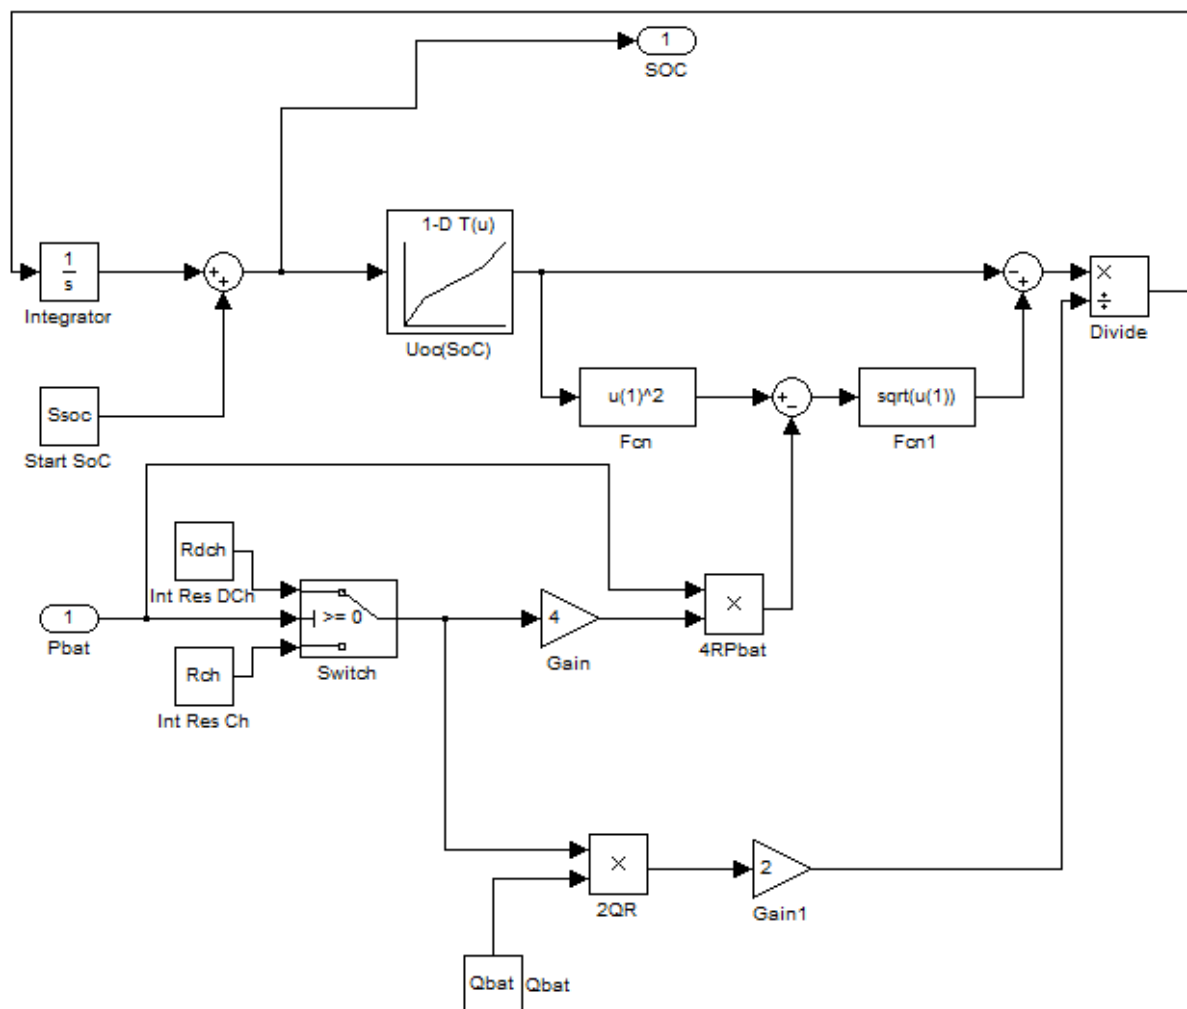 1
SOC
1-D T(u)
1
s
+
+
-
+
×
÷
Integrator
Uoc(SoC)
Divide
Ssoc
u(1)^2
+
-
sqrt(u(1))
Start SoC
Fcn
Fcn1
Rdch
Int Res DCh
1
>= 0
4
×
Pbat
Gain
4RPbat
Rch
Switch
Int Res Ch
×
2
2QR
Gain1
Qbat
Qbat